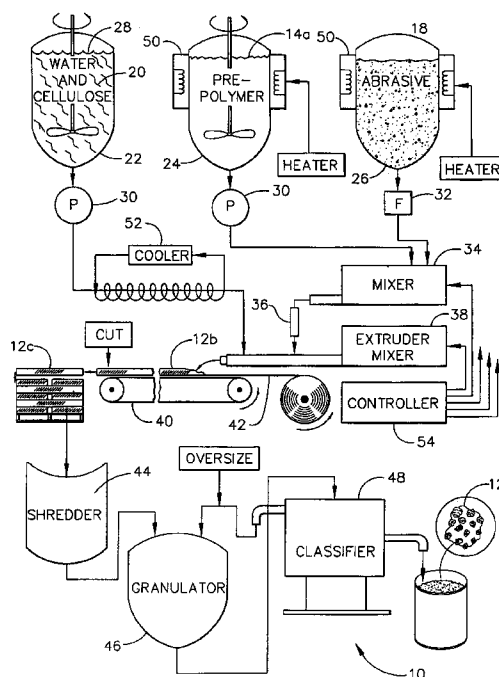 28
50
14a
50
18
WATER
AND
CELLULOSE
20
PRE-
POLYMER
ABRASIVE
22
24
26
HEATER
HEATER
P
30
P
30
F
32
52
COOLER
34
MIXER
36
38
EXTRUDER
MIXER
CUT
12c
12b
40
42
CONTROLLER
54
44
SHREDDER
OVERSIZE
48
CLASSIFIER
12
GRANULATOR
46
10